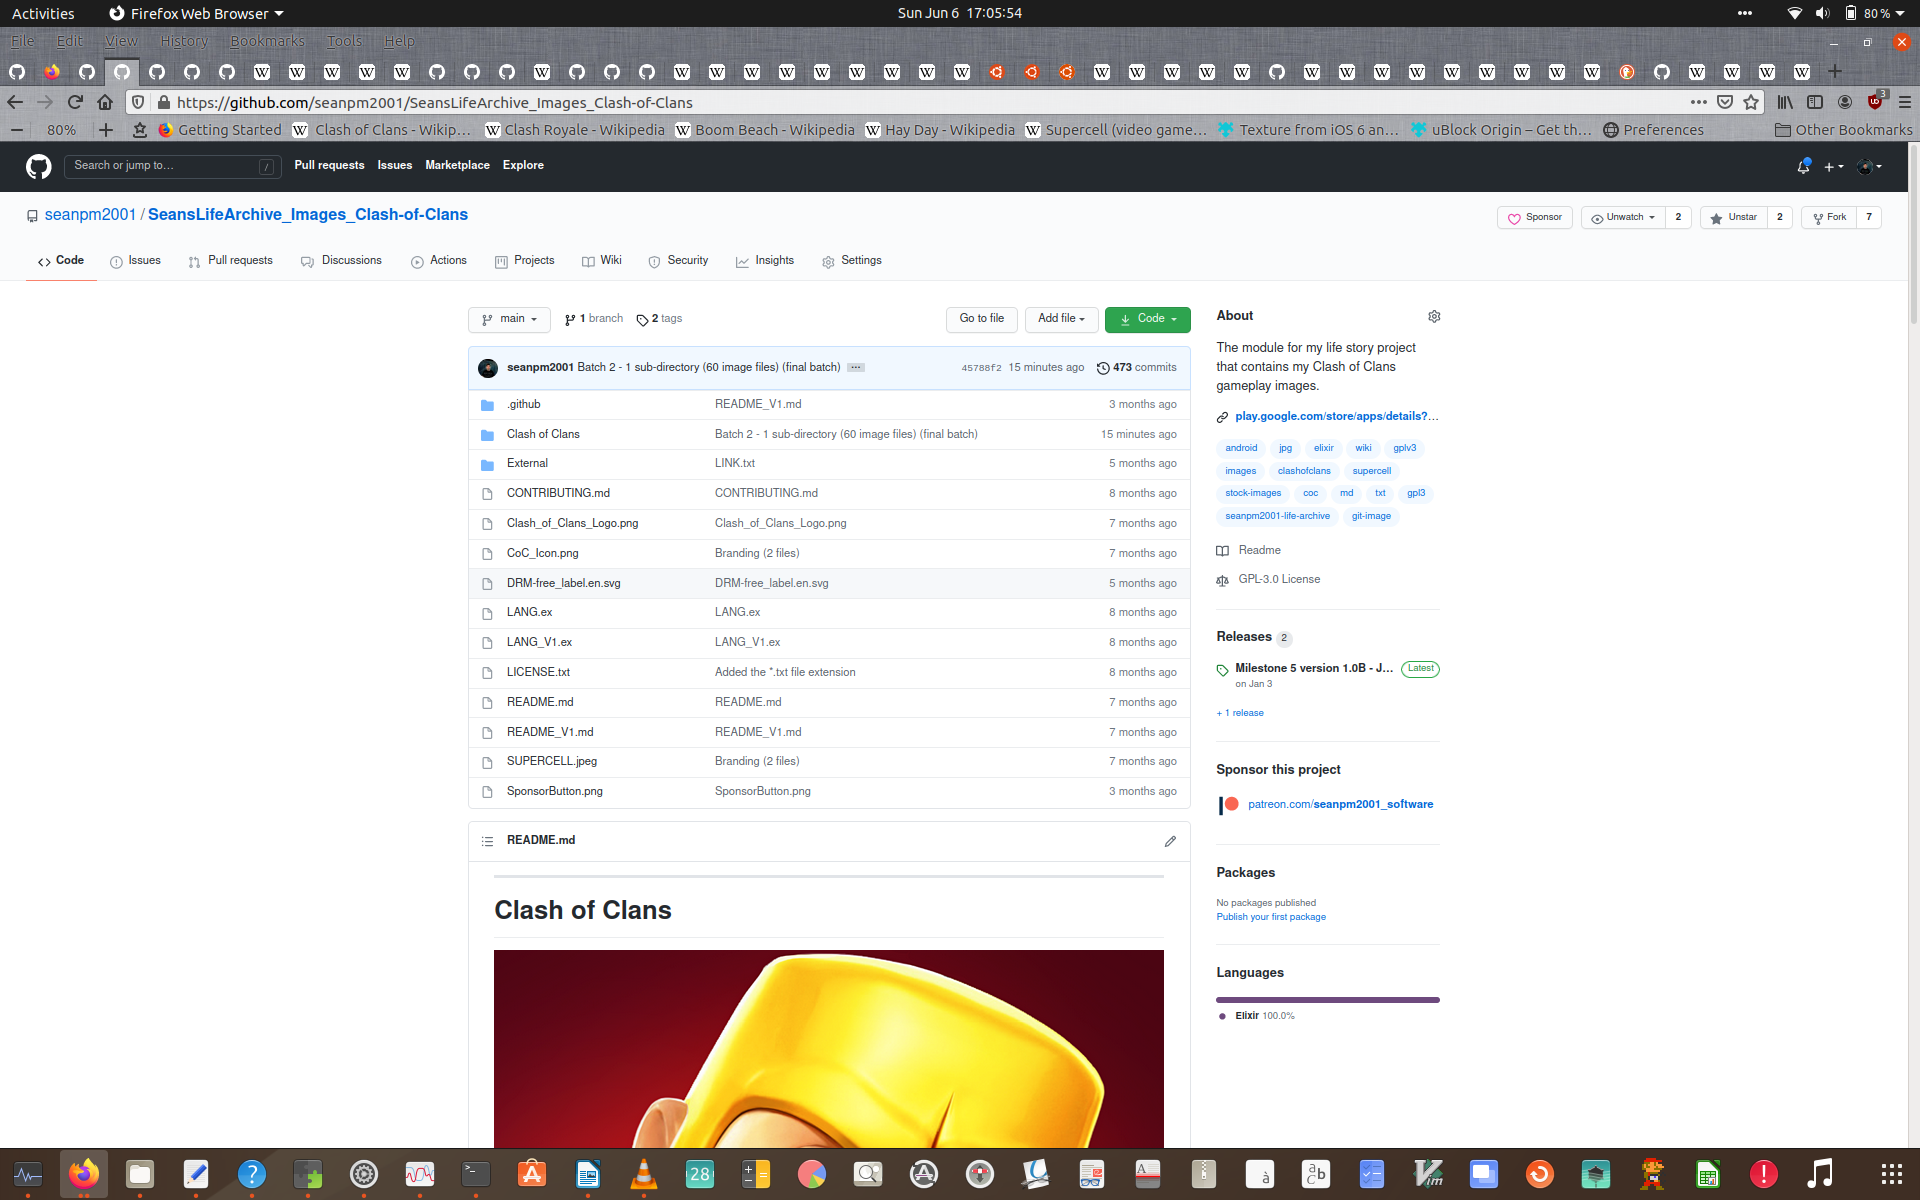 Activities Firefox Web Browser Sun Jun 6 17:05:54 80 %
File Edit View History Bookmarks Tools Help
https://github.com/seanpm2001/SeansLifeArchive_Images_Clash-of-Clans 3
80% Getting Started Clash of Clans - Wikip… Clash Royale - Wikipedia Boom Beach - Wikipedia Hay Day - Wikipedia Supercell (video game… Texture from iOS 6 an… uBlock Origin – Get th… Preferences Other Bookmarks
Search or jump to… / Pull requests Issues Marketplace Explore
seanpm2001 / SeansLifeArchive_Images_Clash-of-Clans Sponsor Unwatch 2 Unstar 2 Fork 7
Code Issues Pull requests Discussions Actions Projects Wiki Security Insights Settings
main 1 branch 2 tags Go to file Add file Code
seanpm2001 Batch 2 - 1 sub-directory (60 image files) (final batch) … 45788f2 15 minutes ago 473 commits
.github README_V1.md 3 months ago
Clash of Clans Batch 2 - 1 sub-directory (60 image files) (final batch) 15 minutes ago
External LINK.txt 5 months ago
CONTRIBUTING.md CONTRIBUTING.md 8 months ago
Clash_of_Clans_Logo.png Clash_of_Clans_Logo.png 7 months ago
CoC_Icon.png Branding (2 files) 7 months ago
DRM-free_label.en.svg DRM-free_label.en.svg 5 months ago
LANG.ex LANG.ex 8 months ago
LANG_V1.ex LANG_V1.ex 8 months ago
LICENSE.txt Added the *.txt file extension 8 months ago
README.md README.md 7 months ago
README_V1.md README_V1.md 7 months ago
SUPERCELL.jpeg Branding (2 files) 7 months ago
SponsorButton.png SponsorButton.png 3 months ago
README.md
Clash of Clans
About
The module for my life story project
that contains my Clash of Clans
gameplay images.
play.google.com/store/apps/details?…
android jpg elixir wiki gplv3
images clashofclans supercell
stock-images coc md txt gpl3
seanpm2001-life-archive git-image
Readme
GPL-3.0 License
Releases 2
Milestone 5 version 1.0B - J… Latest
on Jan 3
+ 1 release
Sponsor this project
patreon.com/seanpm2001_software
Packages
No packages published
Publish your first package
Languages
Elixir 100.0%
28